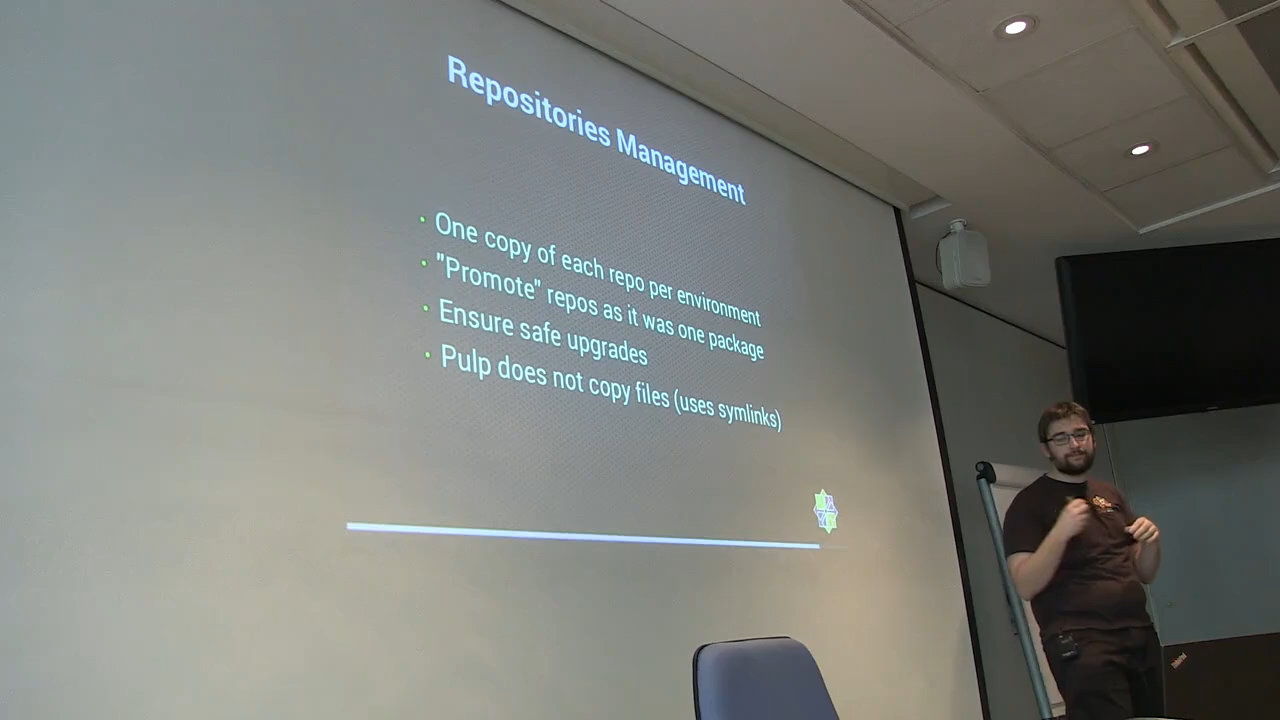 Repositories Management
One copy of each repo per environment
"Promote" repos as it was one package
Ensure safe upgrades
Pulp does not copy files (uses symlinks)